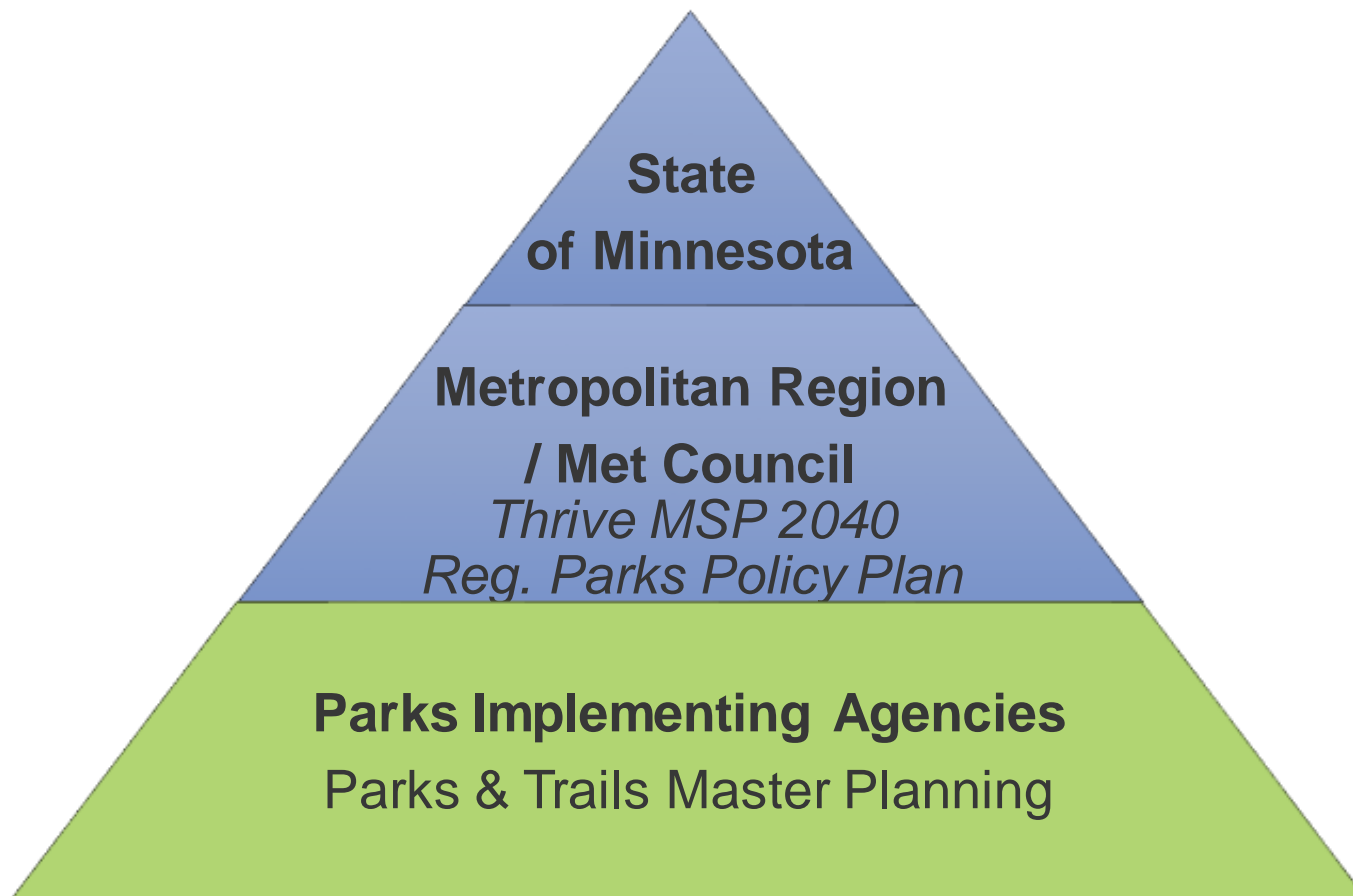 State
of Minnesota
Metropolitan Region
/ Met Council
Thrive MSP 2040
Reg. Parks Policy Plan
Parks Implementing Agencies
Parks & Trails Master Planning